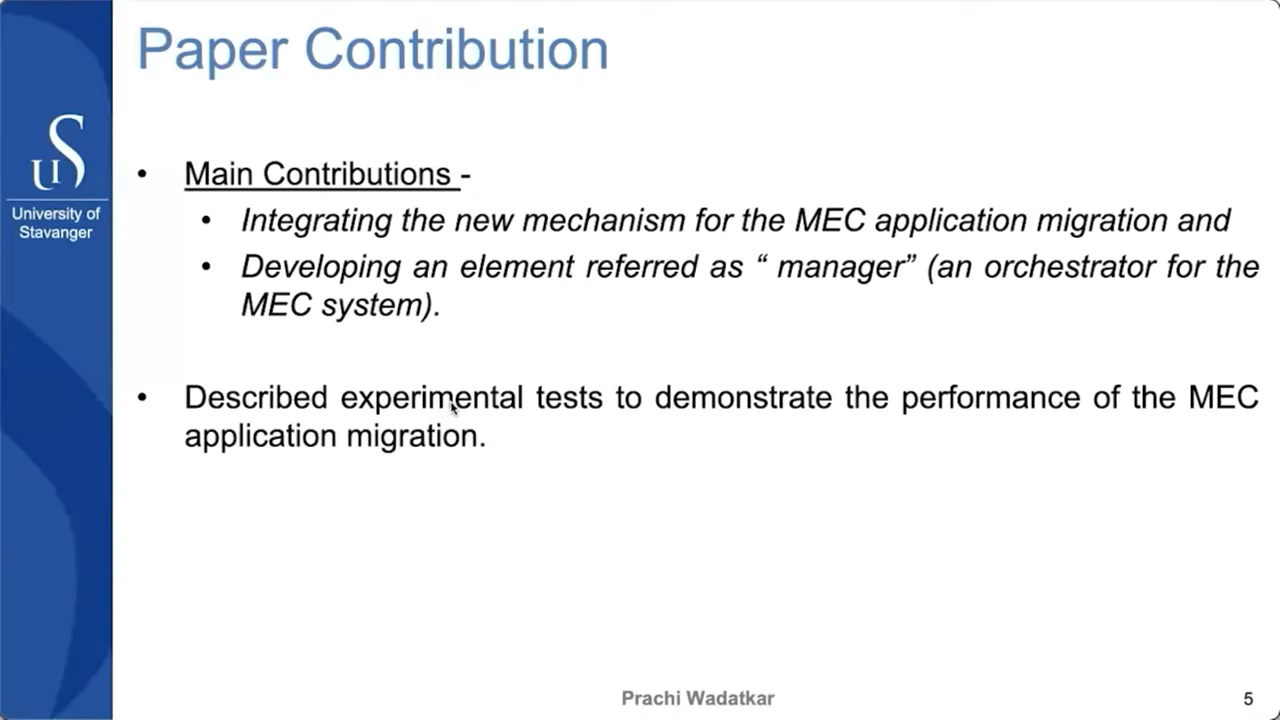 Paper Contribution
uS
University of
Stavanger
• Main Contributions -
• Integrating the new mechanism for the MEC application migration and
• Developing an element referred as “ manager” (an orchestrator for the
MEC system).
• Described experimental tests to demonstrate the performance of the MEC
application migration.
Prachi Wadatkar
5